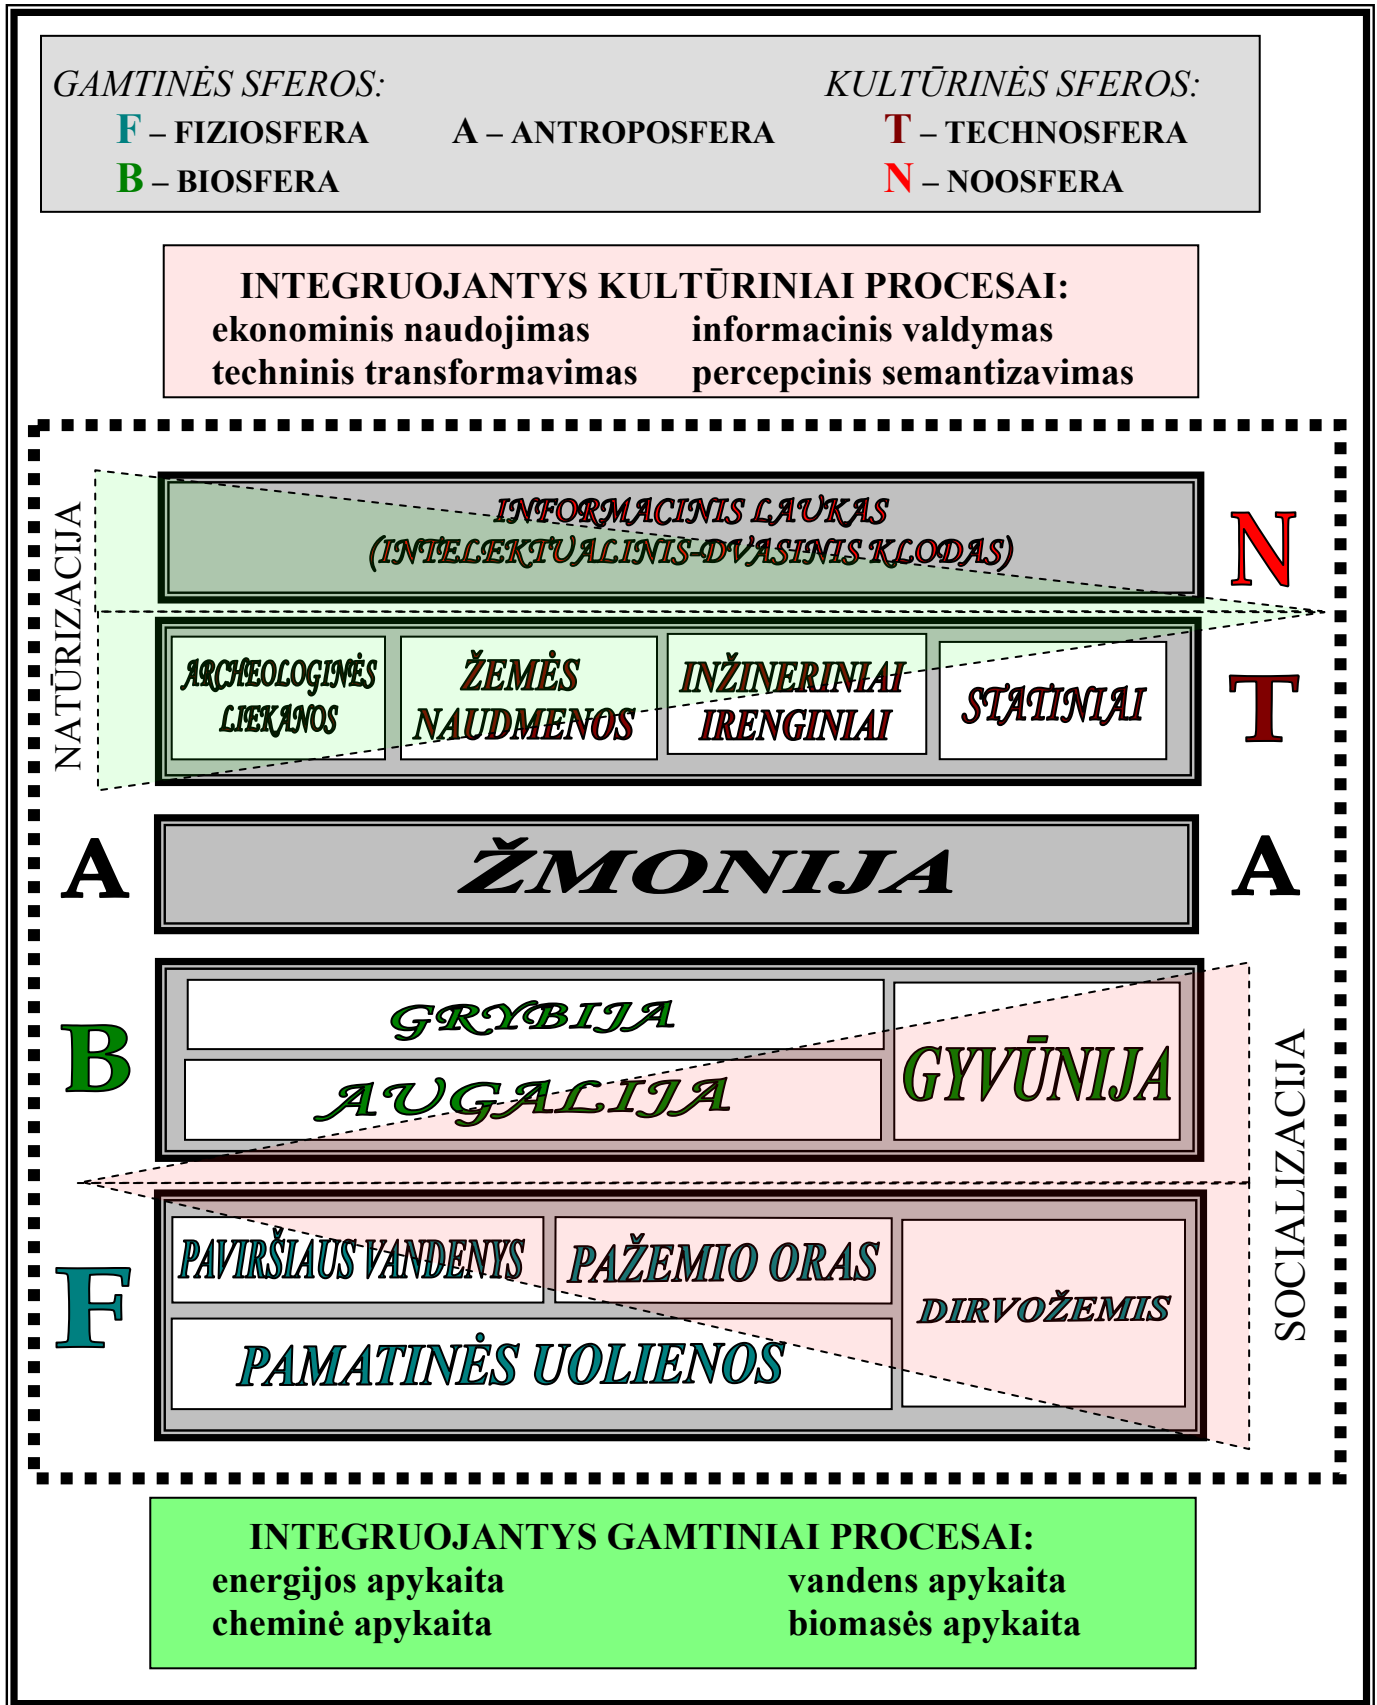 GAMTINĖS SFEROS: KULTŪRINĖS SFEROS:
F – FIZIOSFERA A – ANTROPOSFERA T – TECHNOSFERA
B – BIOSFERA N – NOOSFERA
INTEGRUOJANTYS KULTŪRINIAI PROCESAI:
ekonominis naudojimas informacinis valdymas
techninis transformavimas percepcinis semantizavimas
NATŪRIZACIJA
INFORMACINIS LAUKAS
(INTELEKTUALINIS-DVASINIS KLODAS)
N
ARCHEOLOGINĖS
LIEKANOS
ŽEMĖS
NAUDMENOS
INŽINERINIAI
IRENGINIAI
STATINIAI
T
A
ŽMONIJA
A
B
GRYBIJA
AUGALIJA
GYVŪNIJA
SOCIALIZACIJA
F
PAVIRŠIAUS VANDENYS
PAŽEMIO ORAS
DIRVOŽEMIS
PAMATINĖS UOLIENOS
INTEGRUOJANTYS GAMTINIAI PROCESAI:
energijos apykaita vandens apykaita
cheminė apykaita biomasės apykaita